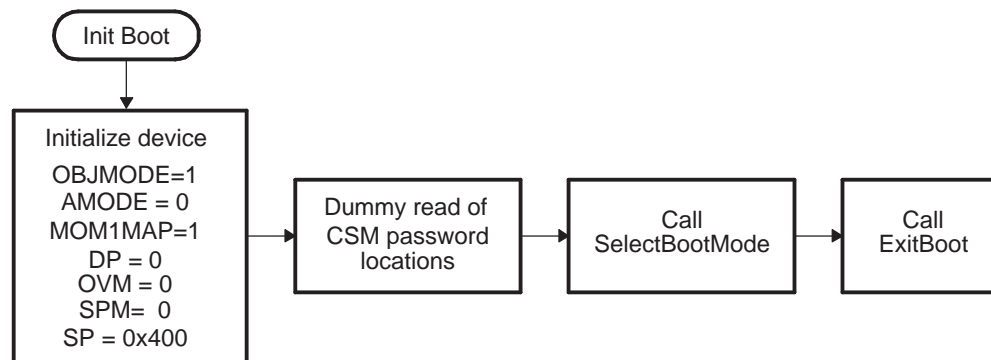 Init Boot
Initialize device
OBJMODE=1
AMODE = 0
MOM1MAP=1
DP = 0
OVM = 0
SPM= 0
SP = 0x400
Dummy read of
CSM password
locations
Call
SelectBootMode
Call
ExitBoot